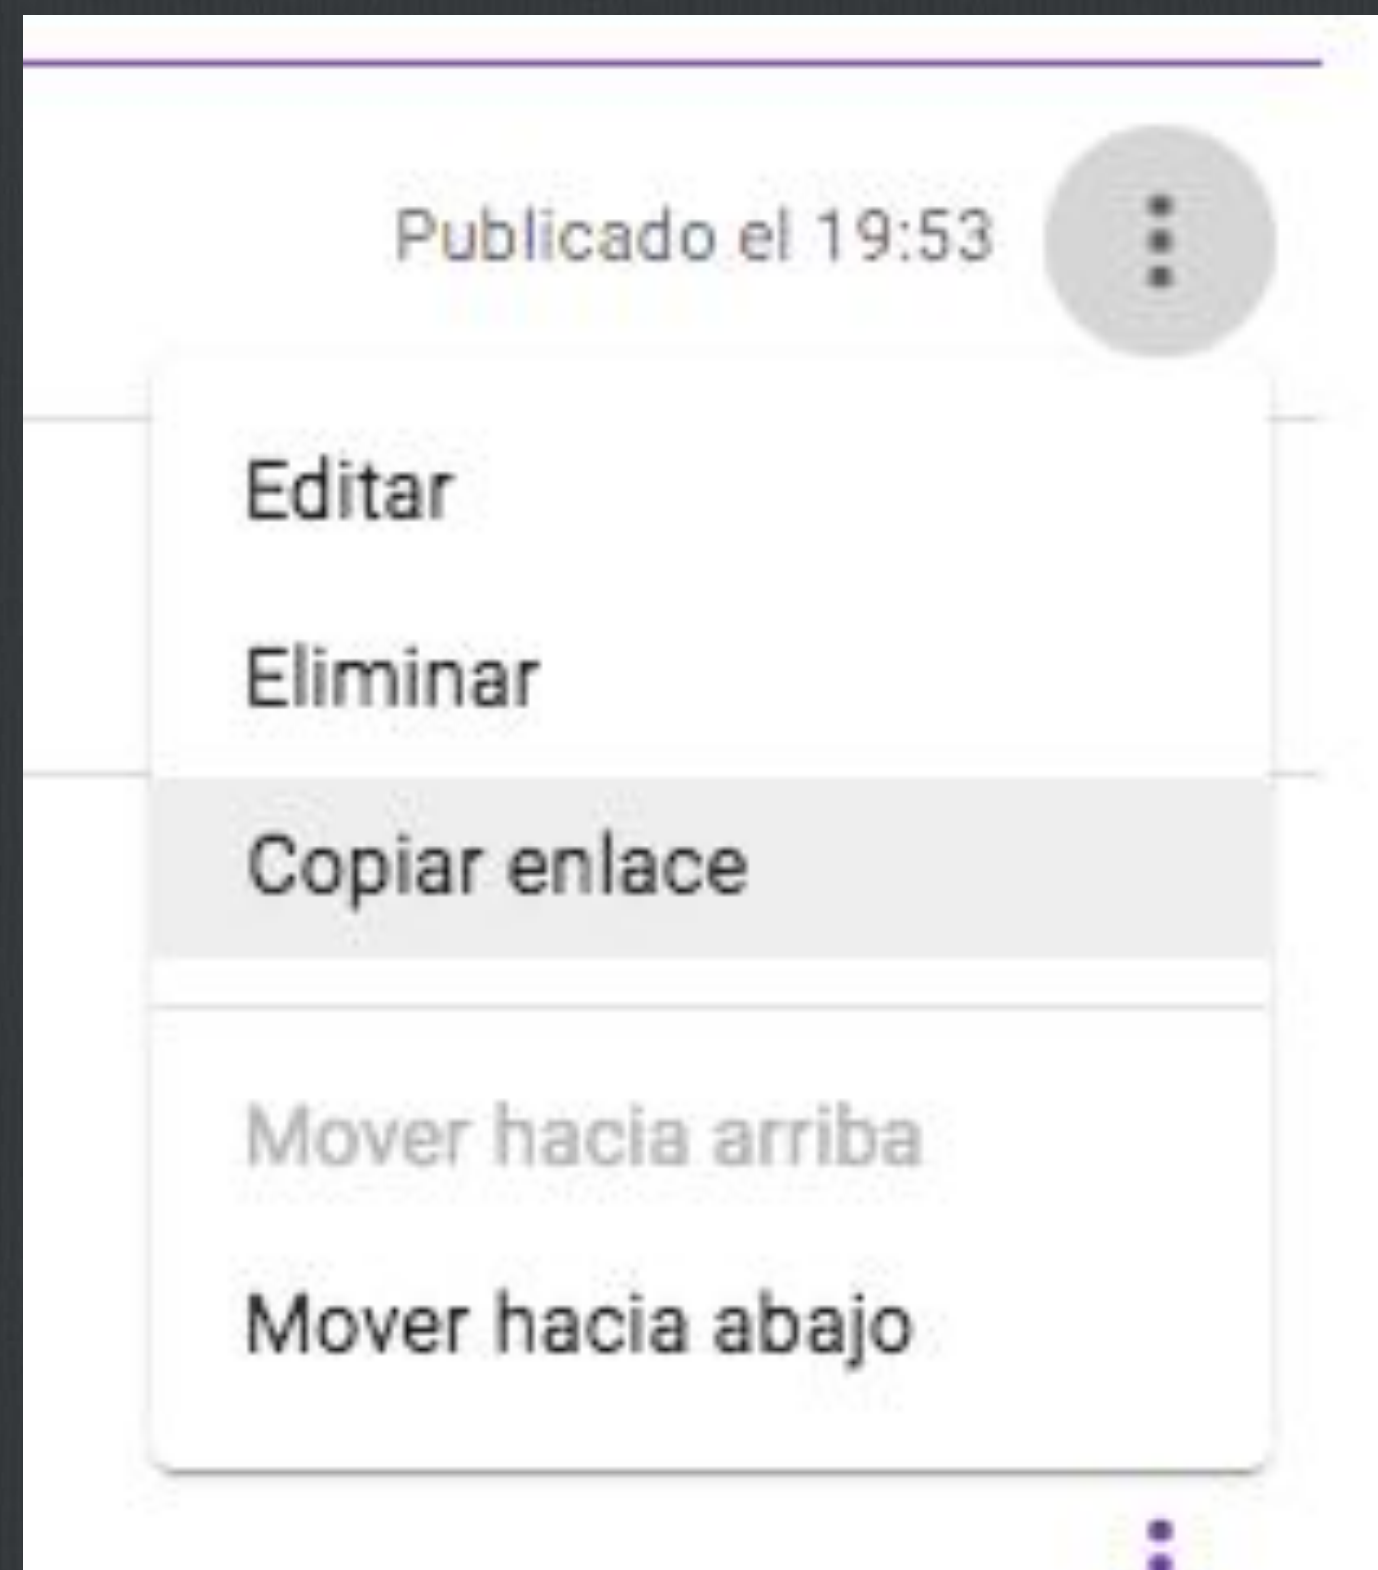 Publicado el 19:53
Editar
Eliminar
Copiar enlace
Mover hacia arriba
Mover hacia abajo